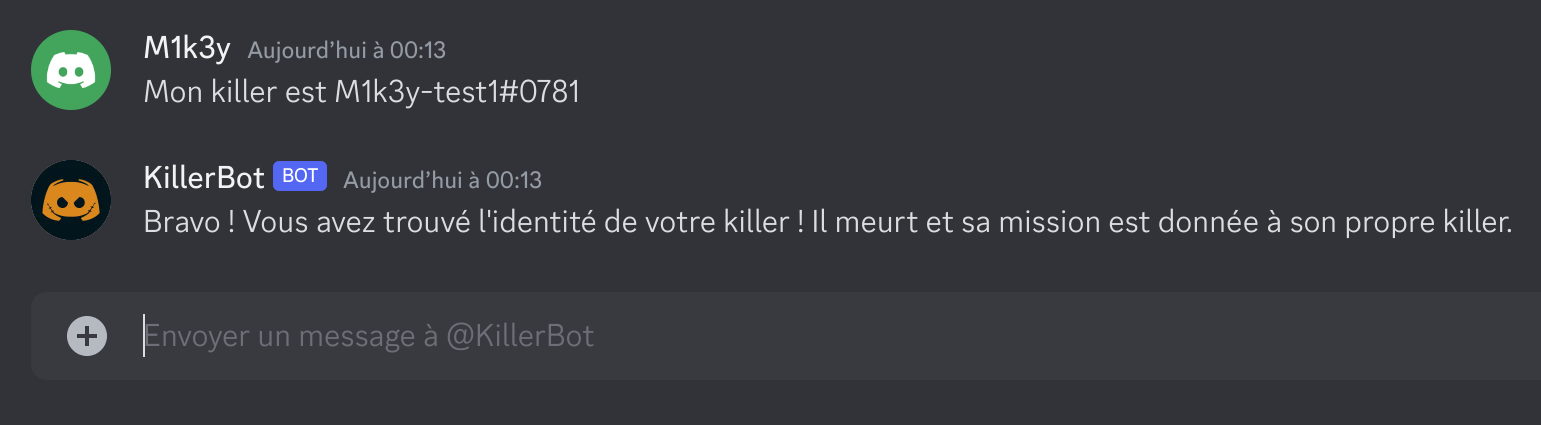 M1k3y Aujourd’hui à 00:13
Mon killer est M1k3y-test1#0781
KillerBot BOT Aujourd’hui à 00:13
Bravo ! Vous avez trouvé l'identité de votre killer ! Il meurt et sa mission est donnée à son propre killer.
Envoyer un message à @KillerBot